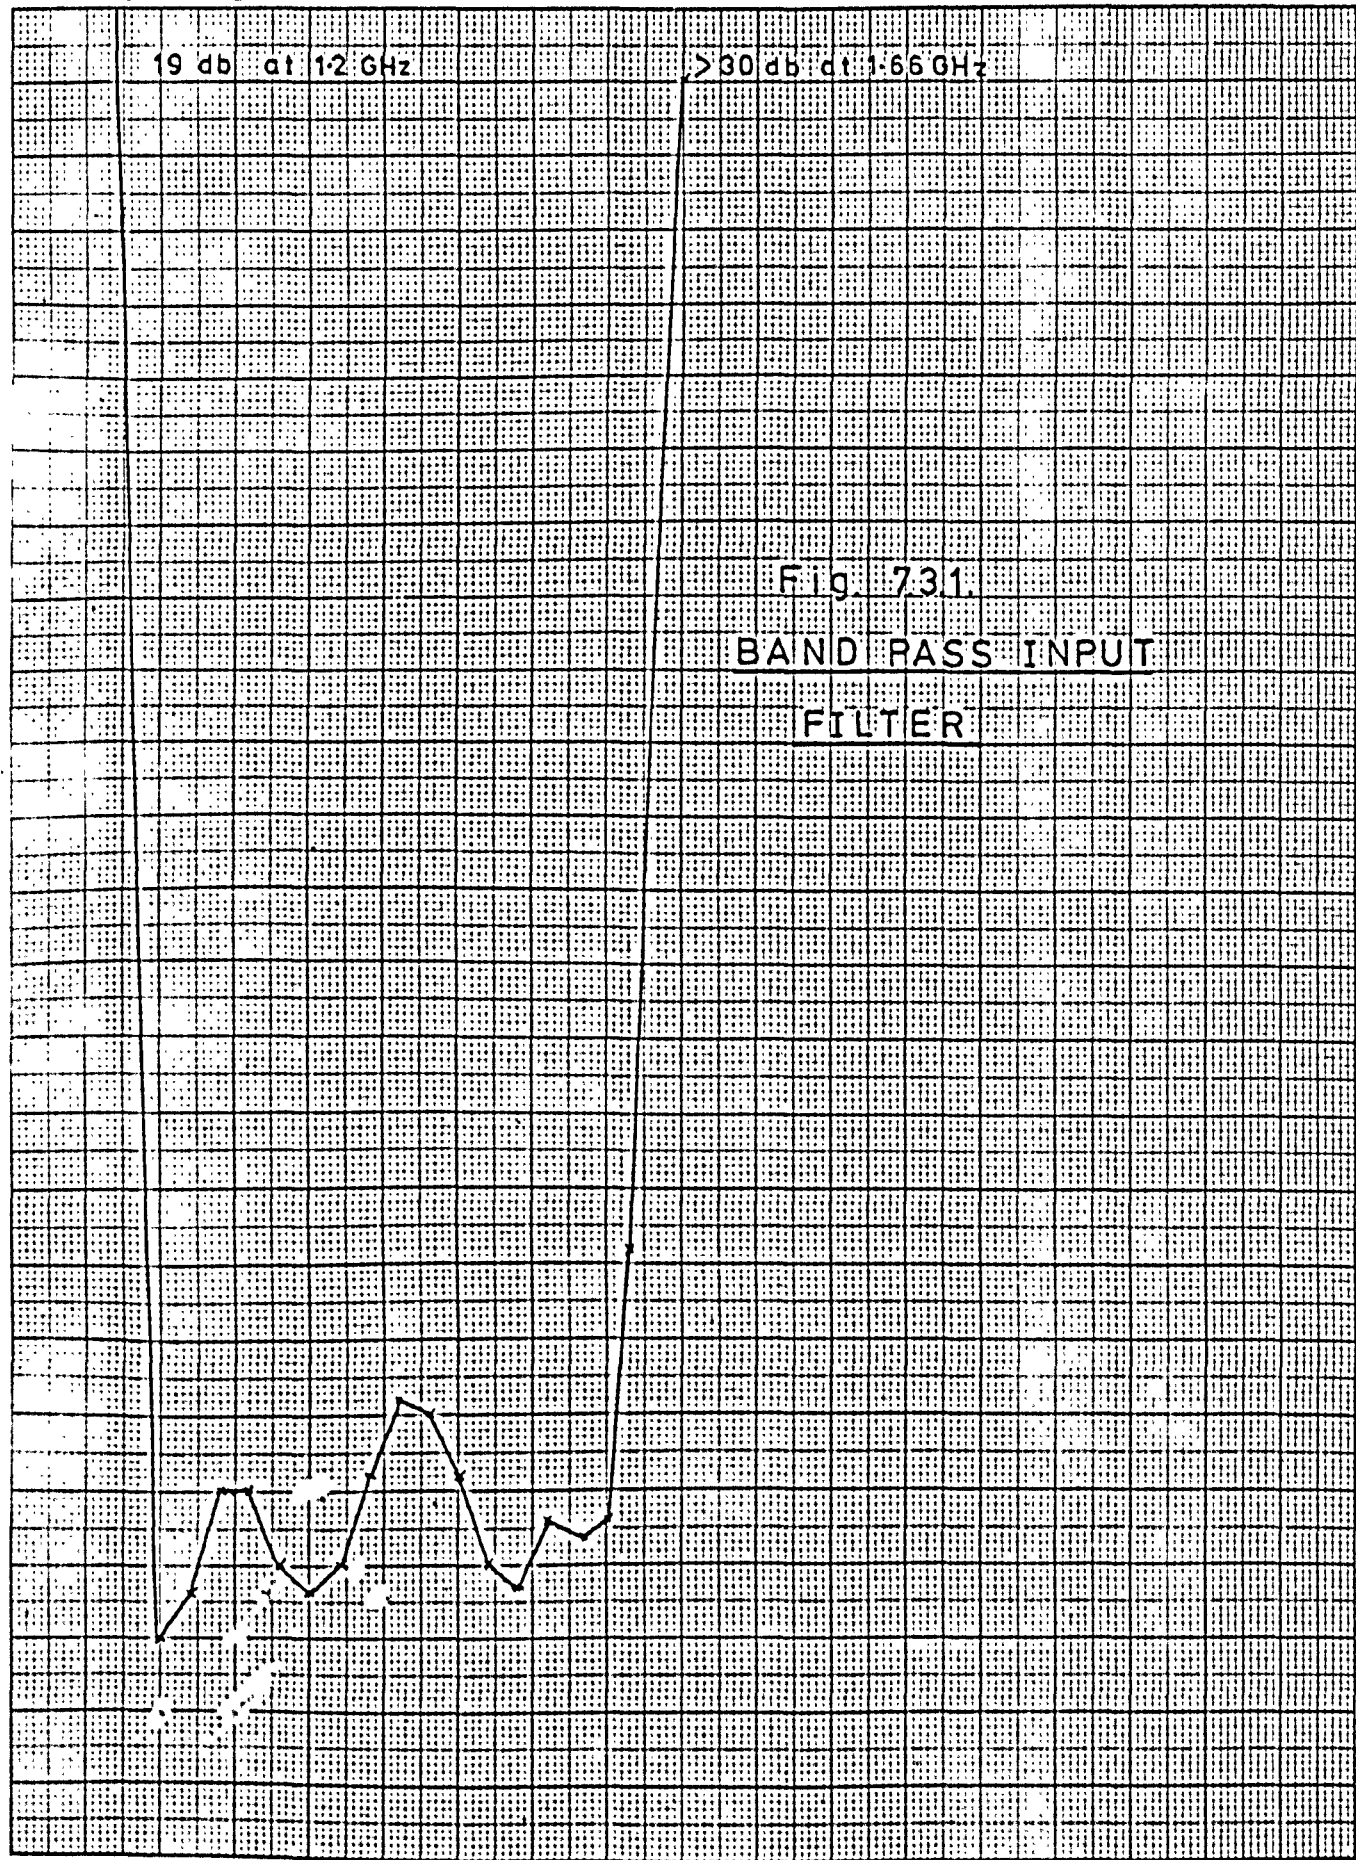 19 db at 1.2 GHz
>30 db at 1.66 GHz
Fig. 7.3.1.
BAND PASS INPUT
FILTER